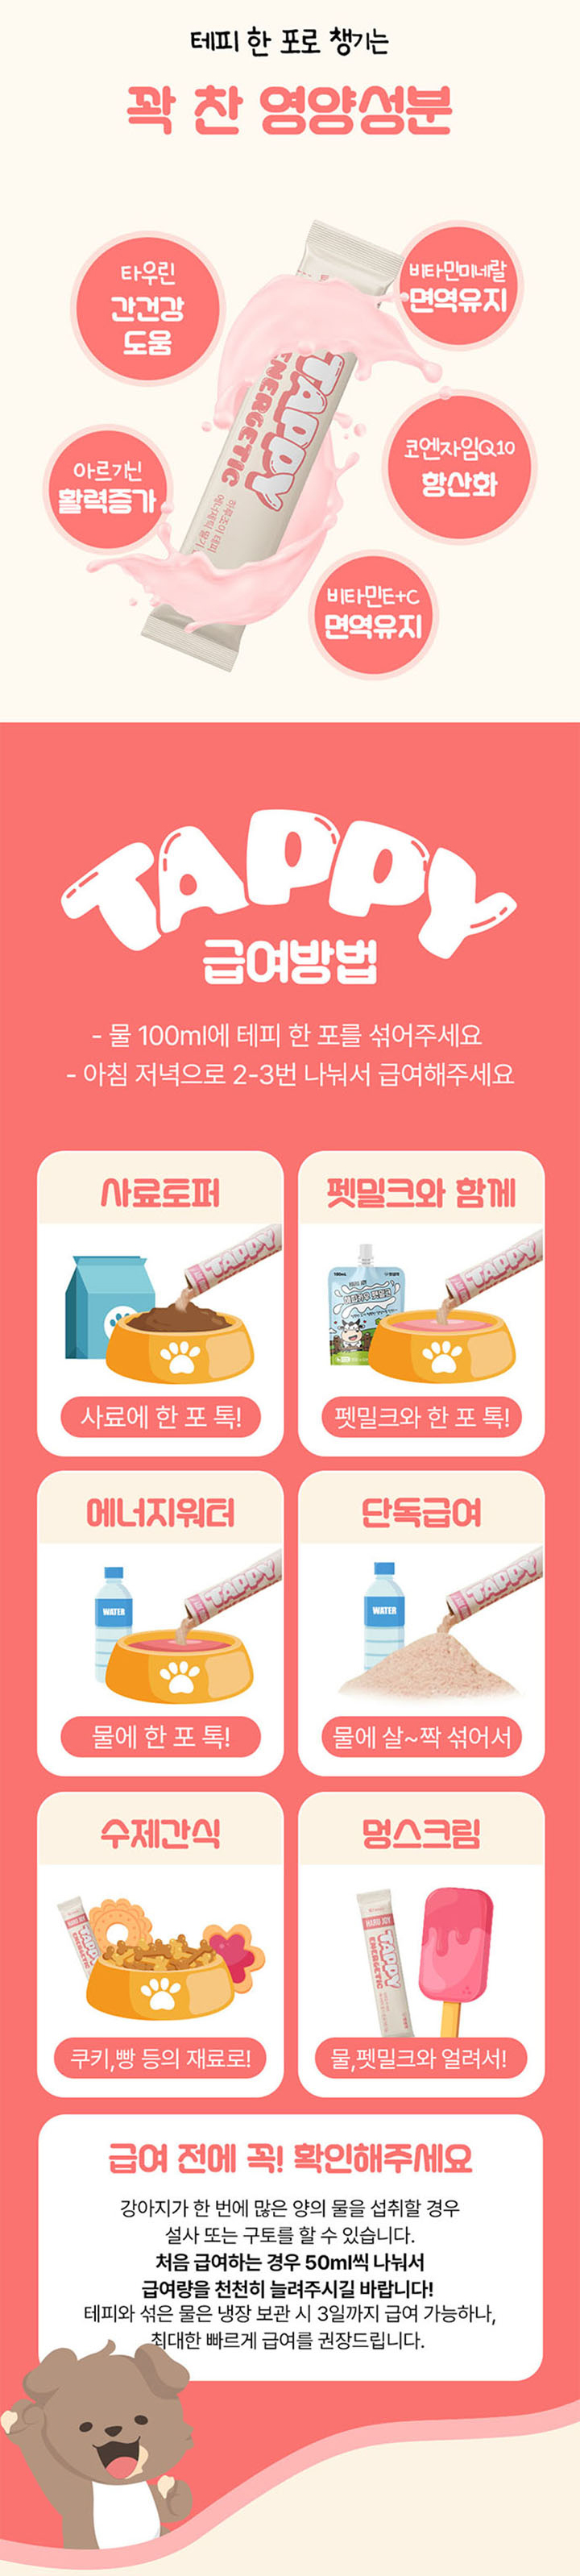 테피 한 포로 챙기는
꽉 찬 영양성분
타우린
간건강
도움
비타민미네랄
면역유지
TAPPY
ENERGETIC
아르기닌
활력증가
코엔자임Q10
항산화
비타민E+C
면역유지
TAPPY
급여방법
- 물 100ml에 테피 한 포를 섞어주세요
- 아침 저녁으로 2-3번 나눠서 급여해주세요
사료토퍼
펫밀크와 함께
TAPPY
TAPPY
사료에 한 포 톡!
펫밀크와 한 포 톡!
에너지워터
단독급여
TAPPY
TAPPY
WATER
WATER
물에 한 포 톡!
물에 살~짝 섞어서
수제간식
멍스크림
TAPPY
HARU JOY
TAPPY
ENERGETIC
쿠키,빵 등의 재료로!
물,펫밀크와 얼려서!
급여 전에 꼭! 확인해주세요
강아지가 한 번에 많은 양의 물을 섭취할 경우
설사 또는 구토를 할 수 있습니다.
처음 급여하는 경우 50ml씩 나눠서
급여량을 천천히 늘려주시길 바랍니다!
테피와 섞은 물은 냉장 보관 시 3일까지 급여 가능하나,
최대한 빠르게 급여를 권장드립니다.